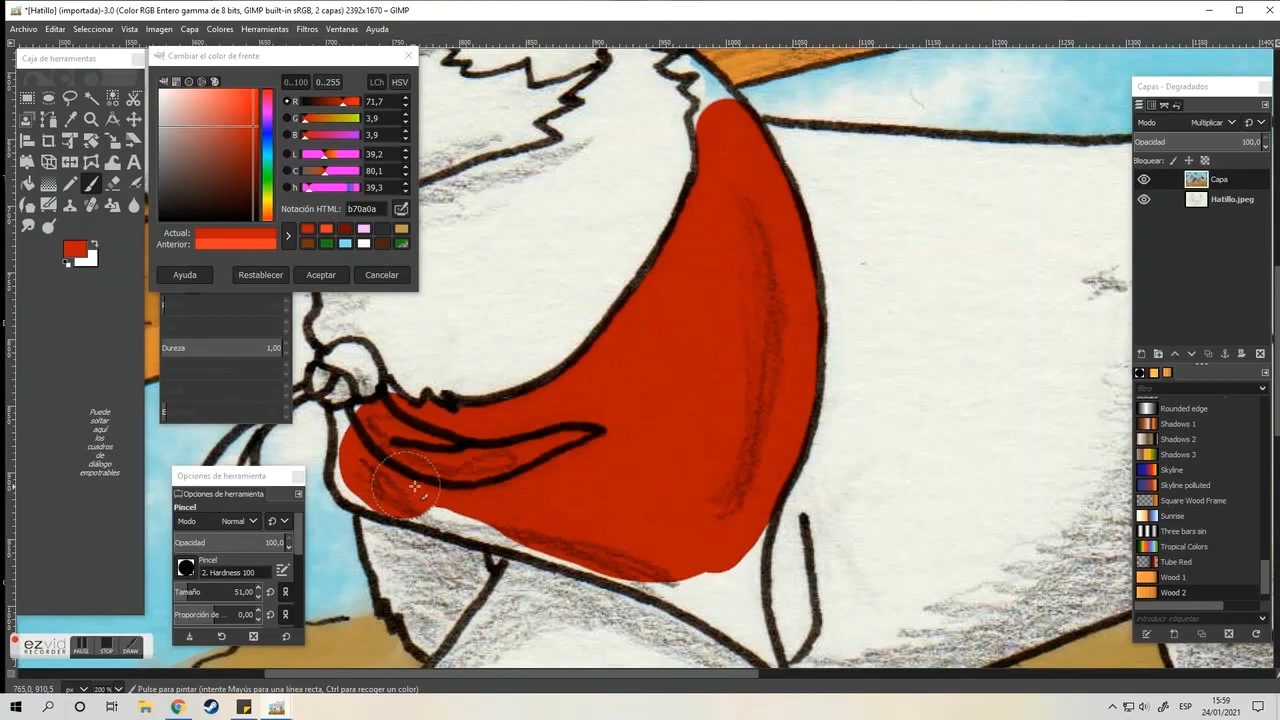 *[Hatillo] (importada)-3.0 (Color RGB Entero gamma de 8 bits, GIMP built-in sRGB, 2 capas) 2392x1670 – GIMP
Archivo Editar Seleccionar Vista Imagen Capa Colores Herramientas Filtros Ventanas Ayuda
Caja de herramientas
Cambiar el color de frente
0..100 0..255 LCh HSV
R 71,7
G 3,9
B 3,9
L 39,2
C 80,1
h 39,3
Notación HTML: b70a0a
Actual:
Anterior:
Ayuda Restablecer Aceptar Cancelar
Dureza 1,00
Puede
soltar
aquí
los
cuadros
de
diálogo
empotrables
Opciones de herramienta
Opciones de herramienta
Pincel
Modo Normal
Opacidad 100,0
Pincel
2. Hardness 100
Tamaño 51,00
Proporción de ... 0,00
ezvid
RECORDER
PAUSE STOP DRAW
Capas - Degradados
Modo Multiplicar
Opacidad 100,0
Bloquear:
Capa
Hatillo.jpeg
filtro
Rounded edge
Shadows 1
Shadows 2
Shadows 3
Skyline
Skyline polluted
Square Wood Frame
Sunrise
Three bars sin
Tropical Colors
Tube Red
Wood 1
Wood 2
introducir etiquetas
765,0, 910,5 px 200 % Pulse para pintar (intente Mayús para una línea recta, Ctrl para recoger un color)
ESP
15:59
24/01/2021